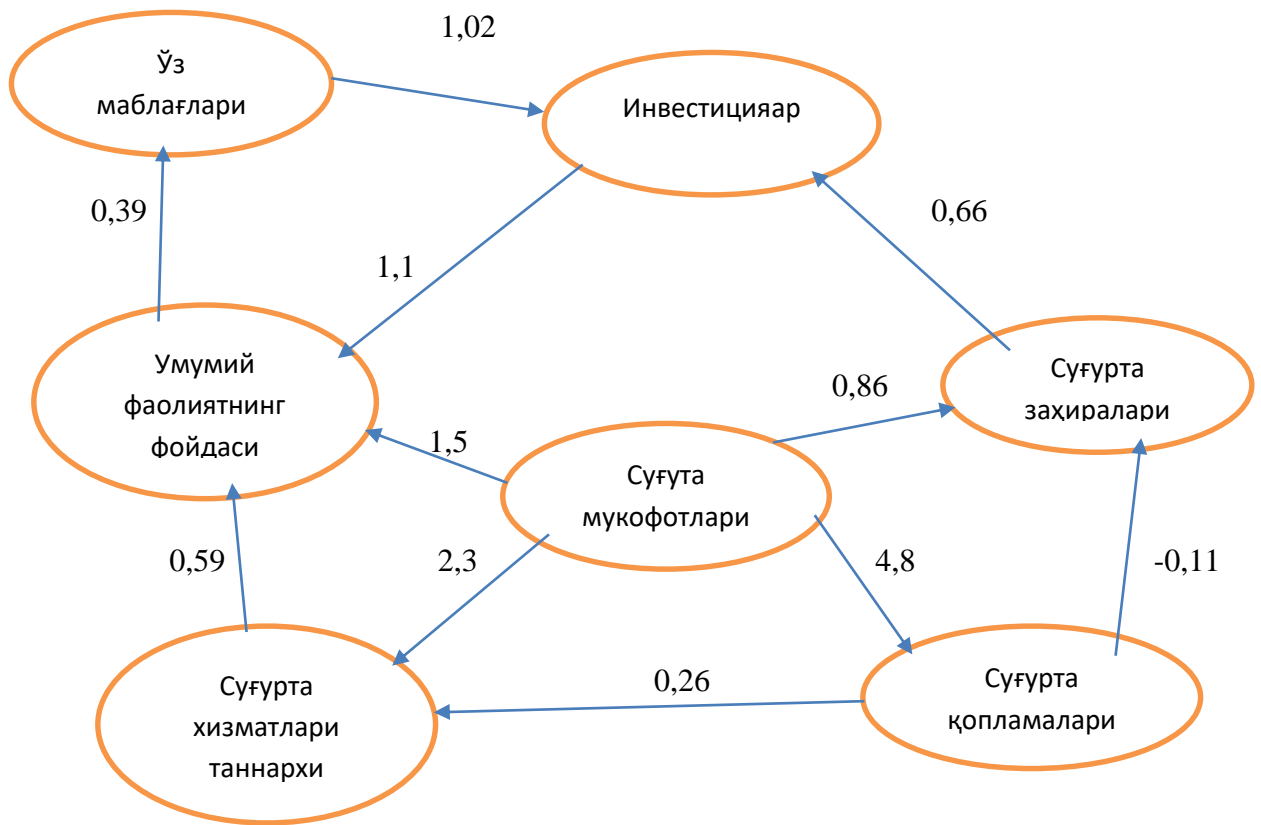 1,02
Ўз
маблағлари
Инвестицияар
0,39
0,66
1,1
Умумий
фаолиятнинг
фойдаси
0,86
Суғурта
заҳиралари
1,5
Суғута
мукофотлари
0,59
2,3
4,8
-0,11
Суғурта
хизматлари
таннархи
0,26
Суғурта
қопламалари